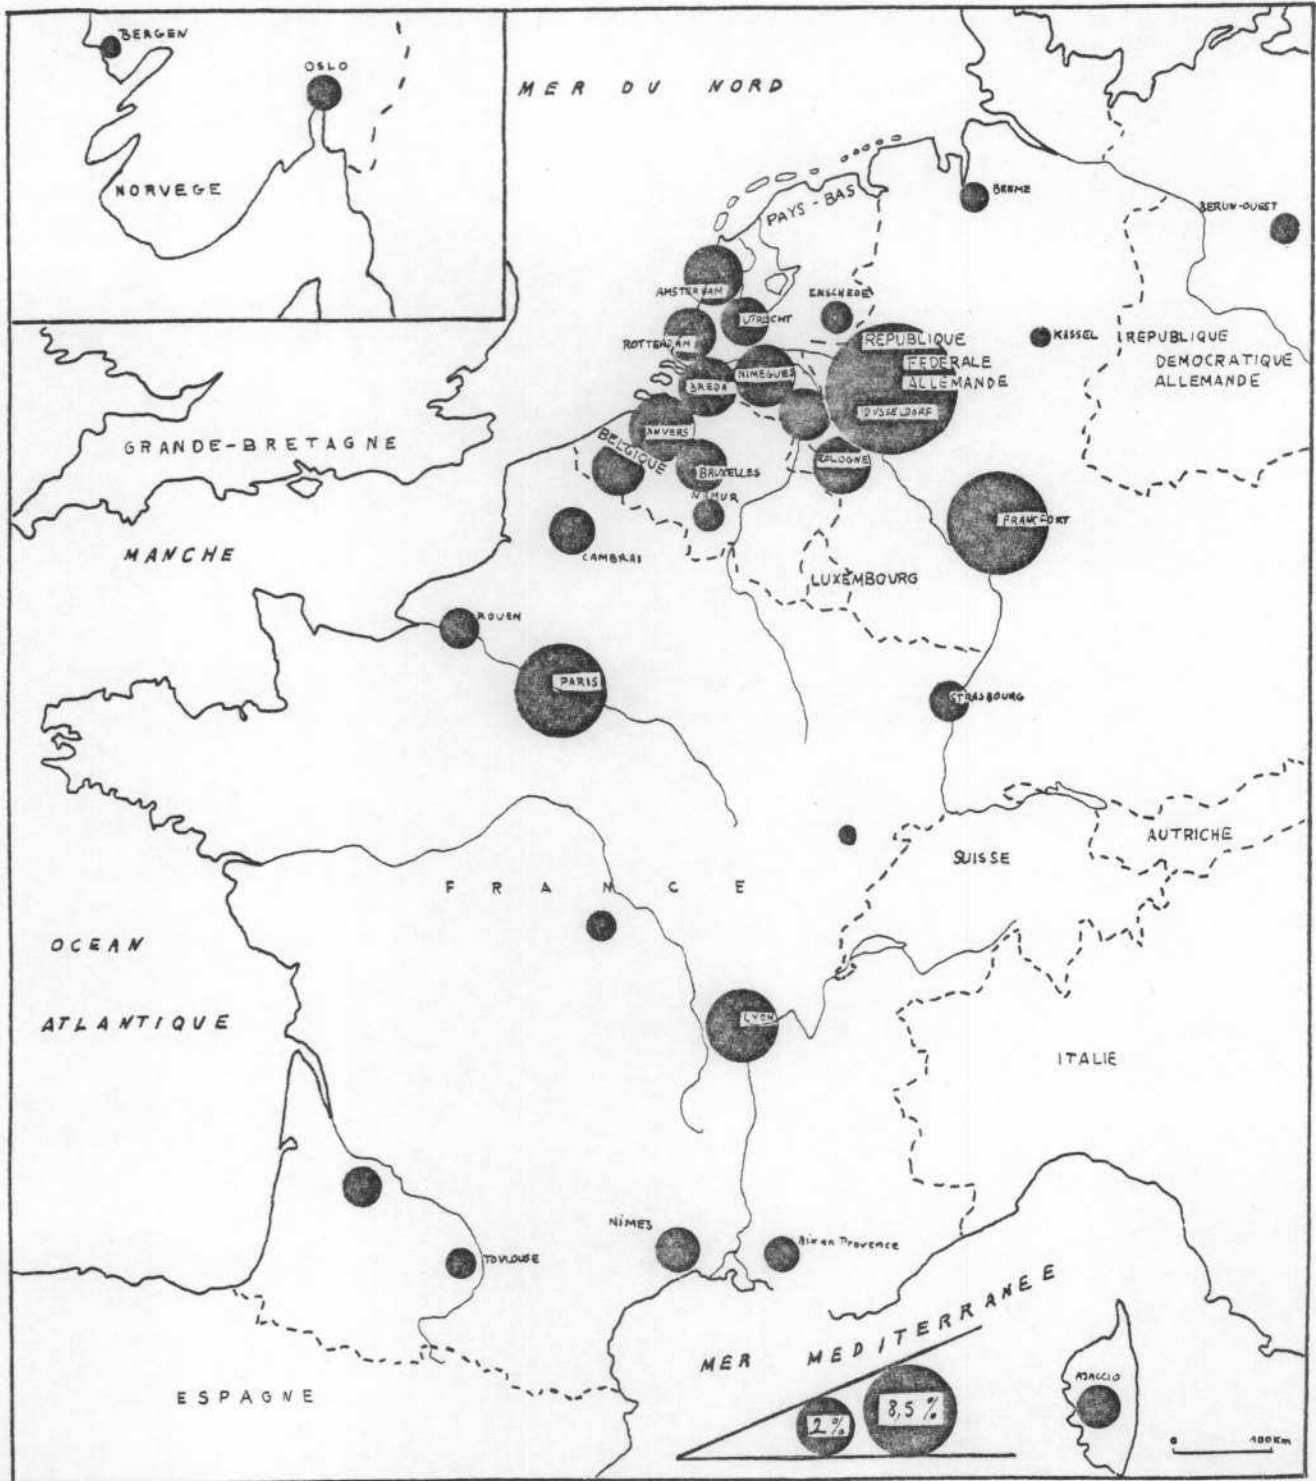 BERGEN
OSLO
NORVEGE
MER DU NORD
PAYS-BAS
BREME
BERLIN-OUEST
AMSTERDAM
ENSCHEDE
UTRECHT
ROTTERDAM
KASSEL
REPUBLIQUE
FEDERALE
ALLEMANDE
REPUBLIQUE
DEMOCRATIQUE
ALLEMANDE
NIMEGUES
BREDA
DUSSELDORF
ANVERS
BELGIQUE
GRANDE-BRETAGNE
BRUXELLES
COLOGNE
NAMUR
FRANCFORT
CAMBRAI
MANCHE
LUXEMBOURG
ROUEN
PARIS
STRASBOURG
AUTRICHE
SUISSE
FRANCE
OCEAN
ATLANTIQUE
LYON
ITALIE
NIMES
Aix en Provence
TOULOUSE
MER MEDITERRANEE
ESPAGNE
2%
8,5 %
AJACCIO
0 100Km